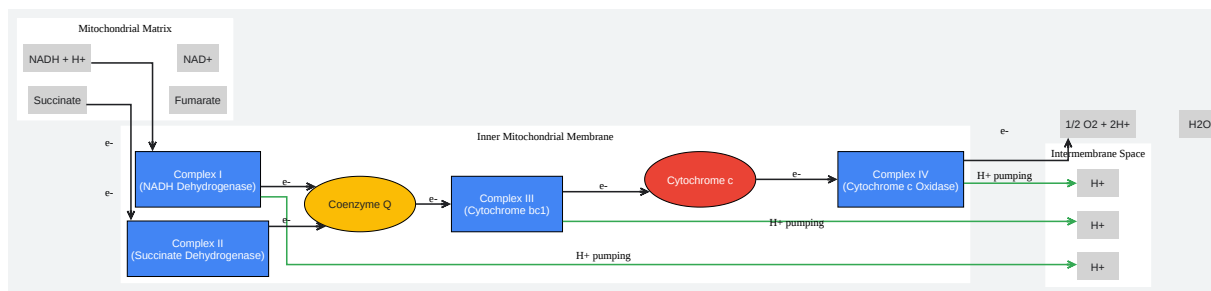 Mitochondrial Matrix
NADH + H+
NAD+
Succinate
Fumarate
e-
e-
Inner Mitochondrial Membrane
Complex I
(NADH Dehydrogenase)
Complex II
(Succinate Dehydrogenase)
e-
e-
Coenzyme Q
e-
Complex III
(Cytochrome bc1)
e-
Cytochrome c
e-
Complex IV
(Cytochrome c Oxidase)
e-
1/2 O2 + 2H+
H2O
Intermembrane Space
H+ pumping
H+
H+ pumping
H+
H+ pumping
H+